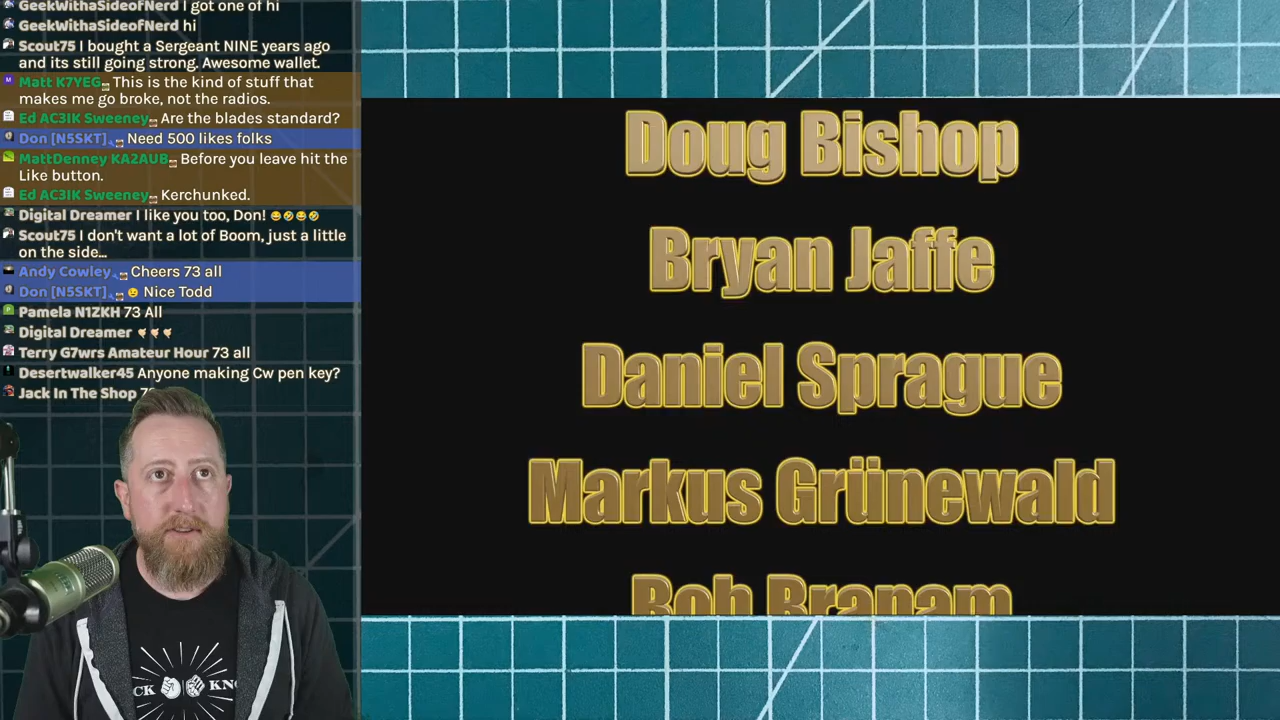 GeekWithaSideofNerd I got one of hi
GeekWithaSideofNerd hi
Scout75 I bought a Sergeant NINE years ago
and its still going strong. Awesome wallet.
Matt K7YEG This is the kind of stuff that
makes me go broke, not the radios.
Ed AC3IK Sweeney Are the blades standard?
Don [N5SKT] Need 500 likes folks
MattDenney KA2AUB Before you leave hit the
Like button.
Ed AC3IK Sweeney Kerchunked.
Digital Dreamer I like you too, Don! 😂🤣😂🤣
Scout75 I don't want a lot of Boom, just a little
on the side...
Andy Cowley Cheers 73 all
Don [N5SKT] 😉 Nice Todd
Pamela N1ZKH 73 All
Digital Dreamer
Terry G7wrs Amateur Hour 73 all
Desertwalker45 Anyone making Cw pen key?
Jack In The Shop
Doug Bishop
Bryan Jaffe
Daniel Sprague
Markus Grünewald
Bob Branam